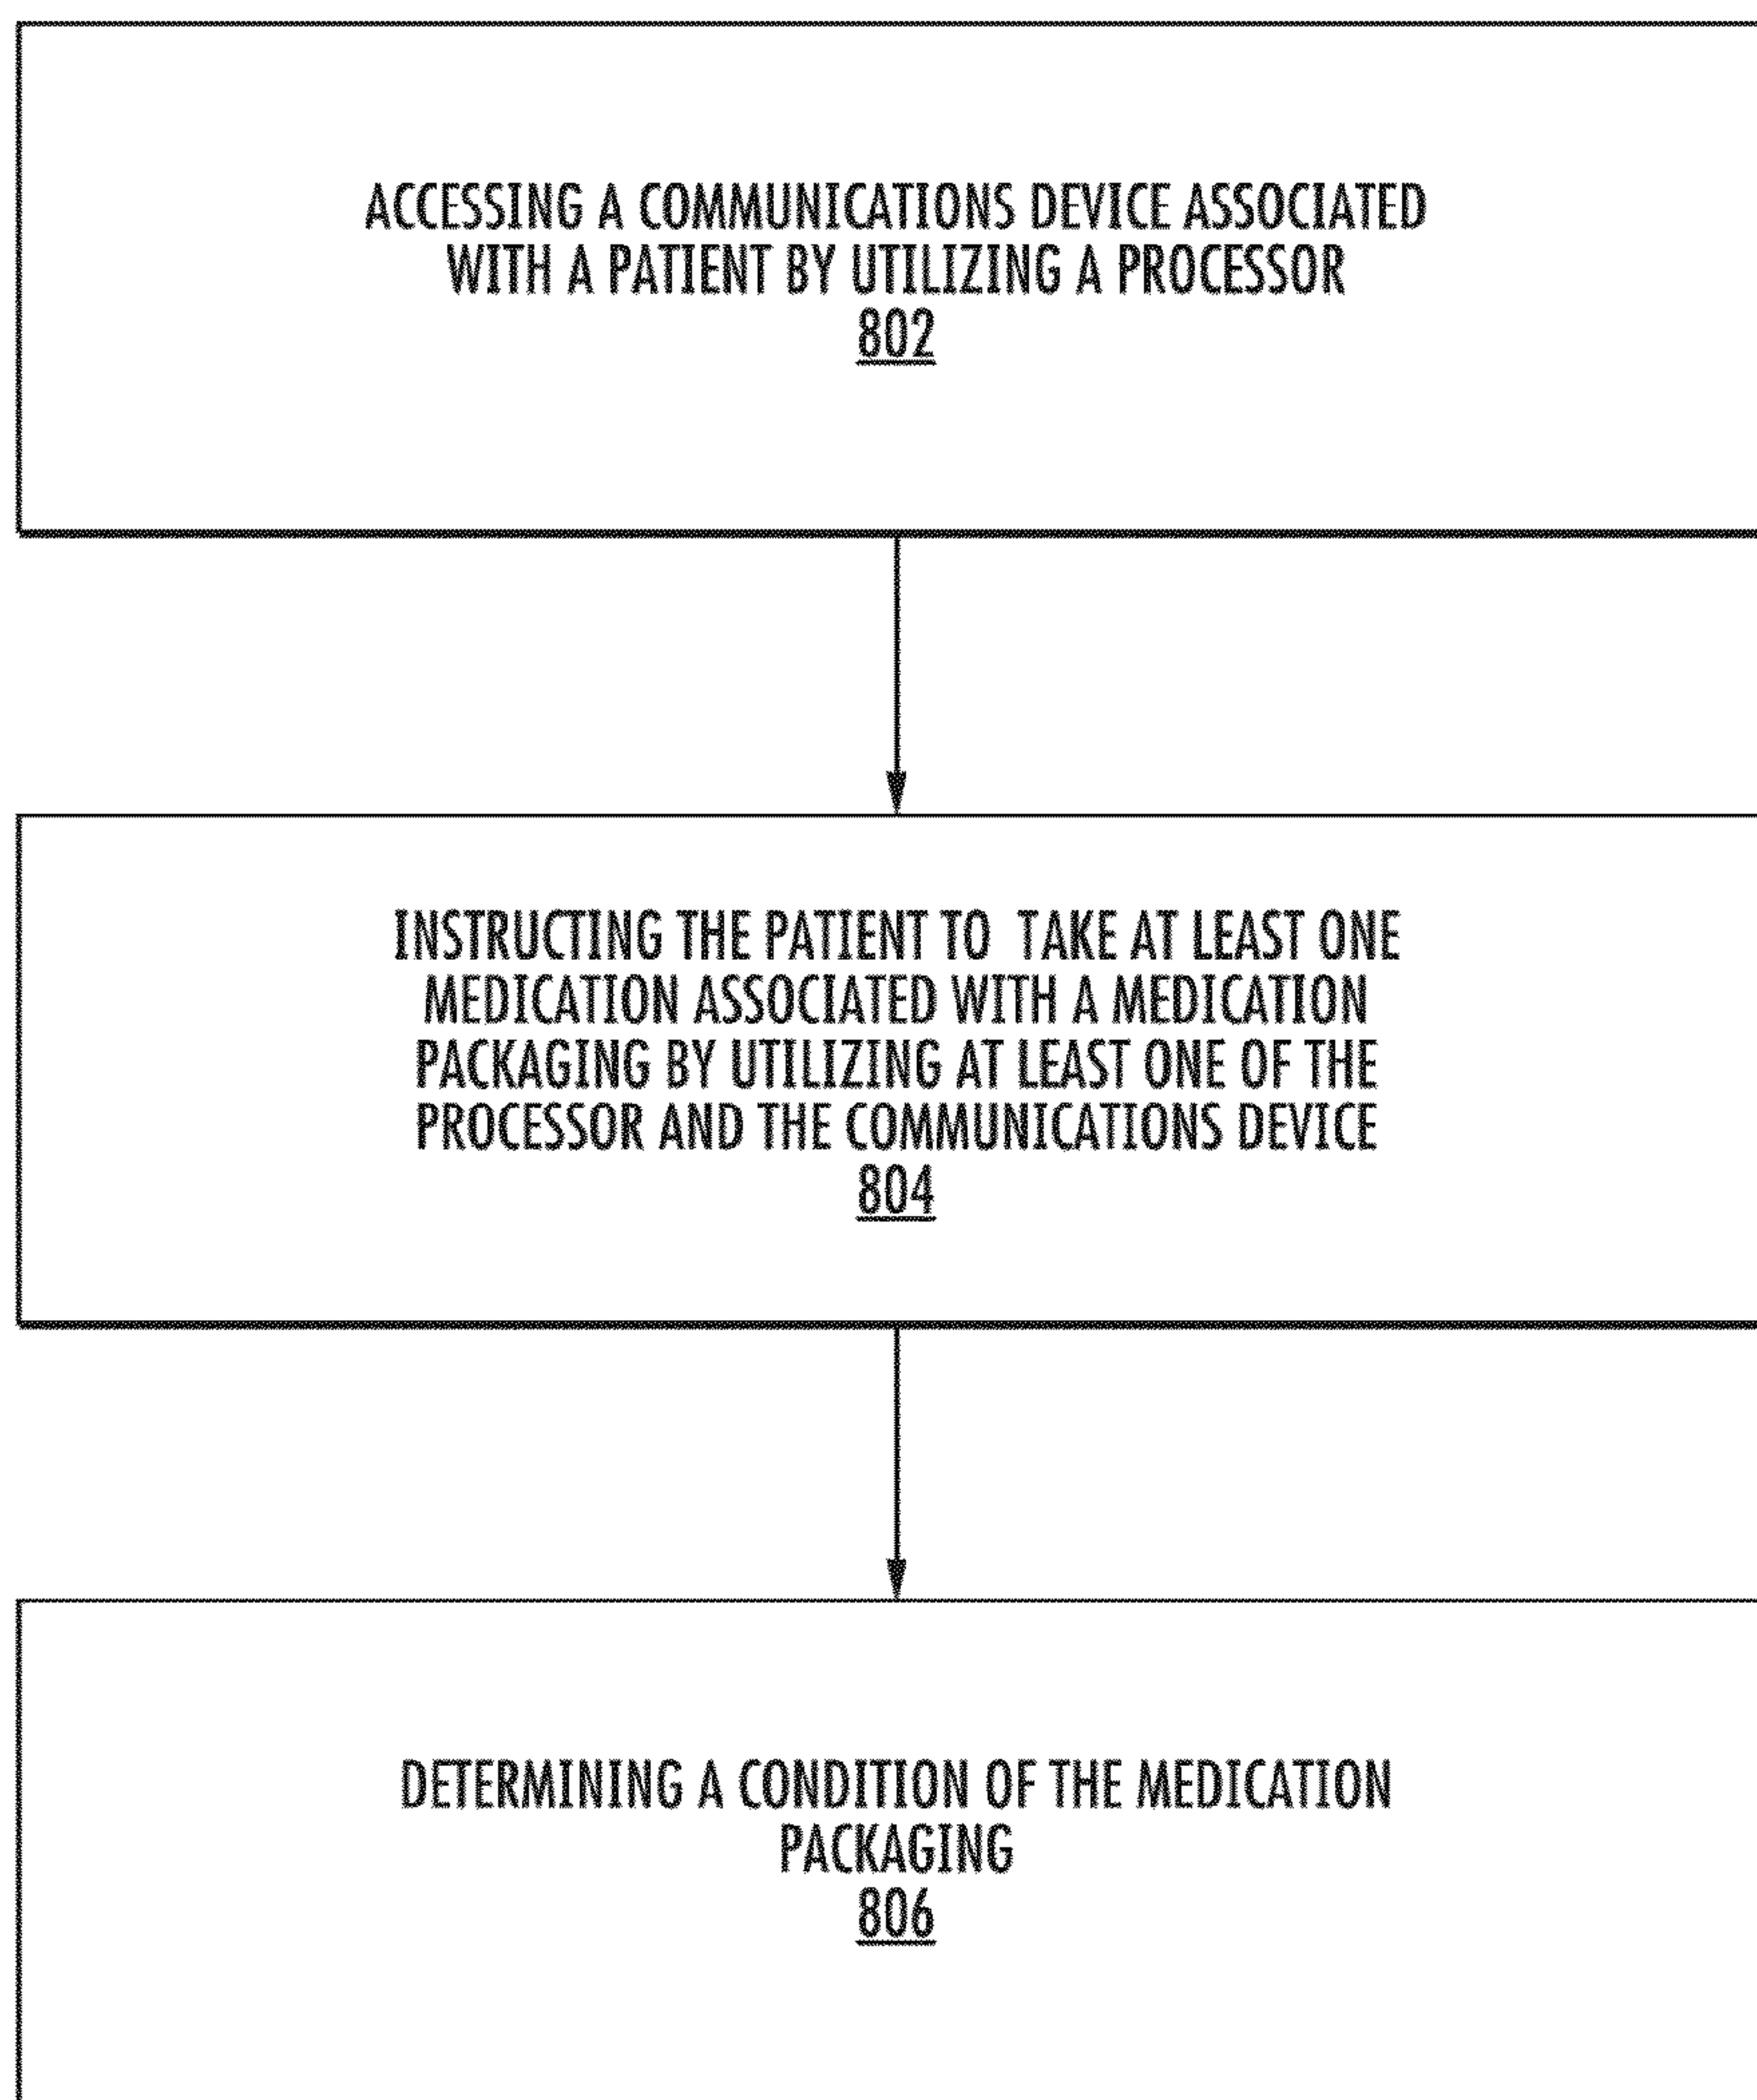 ACCESSING A COMMUNICATIONS DEVICE ASSOCIATED
WITH A PATIENT BY UTILIZING A PROCESSOR
802
INSTRUCTING THE PATIENT TO TAKE AT LEAST ONE
MEDICATION ASSOCIATED WITH A MEDICATION
PACKAGING BY UTILIZING AT LEAST ONE OF THE
PROCESSOR AND THE COMMUNICATIONS DEVICE
804
DETERMINING A CONDITION OF THE MEDICATION
PACKAGING
806